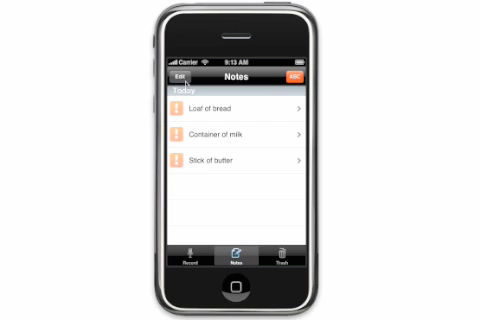 Carrier 9:13 AM
Edit Notes ABC
Today
Loaf of bread
Container of milk
Stick of butter
Record Notes Trash